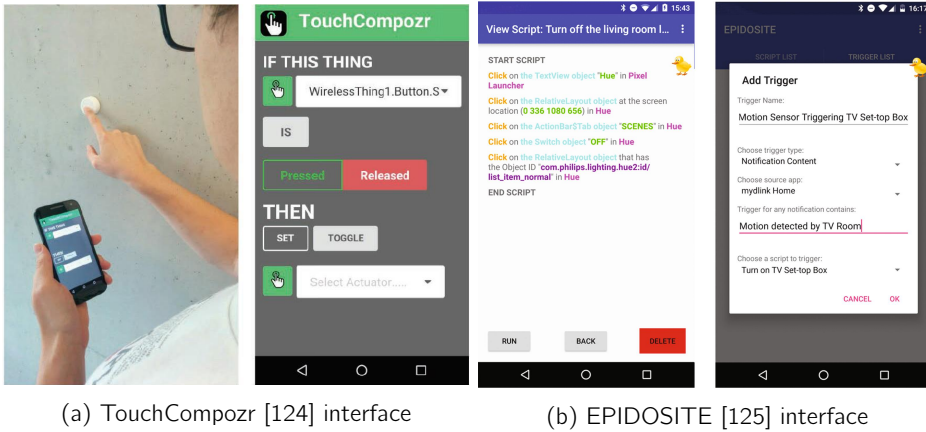 TouchCompozr
IF THIS THING
WirelessThing1.Button.S
IS
Pressed
Released
THEN
SET
TOGGLE
Select Actuator.....
15:43
View Script: Turn off the living room l...
START SCRIPT
Click on the TextView object "Hue" in Pixel
Launcher
Click on the RelativeLayout object at the screen
location (0 336 1080 656) in Hue
Click on the ActionBar$Tab object "SCENES" in Hue
Click on the Switch object "OFF" in Hue
Click on the RelativeLayout object that has
the Object ID "com.philips.lighting.hue2:id/
list_item_normal" in Hue
END SCRIPT
RUN
BACK
DELETE
16:17
EPIDOSITE
SCRIPT LIST
TRIGGER LIST
Add Trigger
Trigger Name:
Motion Sensor Triggering TV Set-top Box
Choose trigger type:
Notification Content
Choose source app:
mydlink Home
Trigger for any notification contains:
Motion detected by TV Room
Choose a script to trigger:
Turn on TV Set-top Box
CANCEL
OK
(a) TouchCompozr [124] interface
(b) EPIDOSITE [125] interface